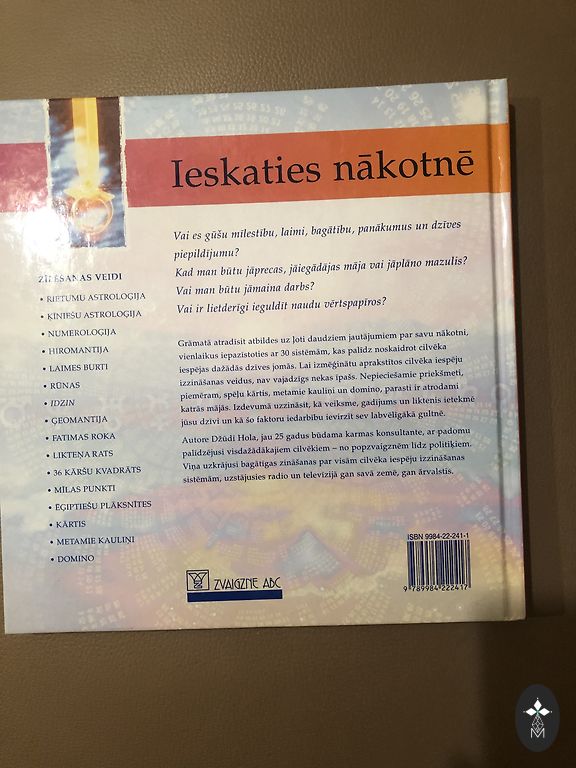 Ieskaties nākotnē
Vai es gūšu mīlestību, laimi, bagātību, panākumus un dzīves
piepildījumu?
Kad man būtu jāprecas, jāiegādājas māja vai jāplāno mazulis?
Vai man būtu jāmaina darbs?
Vai ir lietderīgi ieguldīt naudu vērtspapīros?
ZĪLĒŠANAS VEIDI
• RIETUMU ASTROLOĢIJA
• ĶĪNIEŠU ASTROLOĢIJA
• NUMEROLOĢIJA
• HIROMANTIJA
• LAIMES BURTI
• RŪNAS
• IDZIN
• ĢEOMANTIJA
• FATIMAS ROKA
• LIKTEŅA RATS
• 36 KĀRŠU KVADRĀTS
• MĪLAS PUNKTI
• ĒĢIPTIEŠU PLĀKSNĪTES
• KĀRTIS
• METAMIE KAULIŅI
• DOMINO
Grāmatā atradīsit atbildes uz ļoti daudziem jautājumiem par savu nākotni,
vienlaikus iepazīstoties ar 30 sistēmām, kas palīdz noskaidrot cilvēka
iespējas dažādās dzīves jomās. Lai izmēģinātu aprakstītos cilvēka iespēju
izzināšanas veidus, nav vajadzīgs nekas īpašs. Nepieciešamie priekšmeti,
piemēram, spēļu kārtis, metamie kauliņi un domino, parasti ir atrodami
katrās mājās. Izdevumā uzzināsit, kā veiksme, gadījums un liktenis ietekmē
jūsu dzīvi un kā šo faktoru iedarbību ievirzīt sev labvēlīgākā gultnē.
Autore Džūdī Hola, jau 25 gadus būdama karmas konsultante, ar padomu
palīdzējusi visdažādākajiem cilvēkiem – no popzvaigznēm līdz politiķiem.
Viņa uzkrājusi bagātīgas zināšanas par visām cilvēka iespēju izzināšanas
sistēmām, uzstājusies radio un televīzijā gan savā zemē, gan ārvalstīs.
ZVAIGZNE ABC
ISBN 9984-22-241-1
9 789984 222417
M